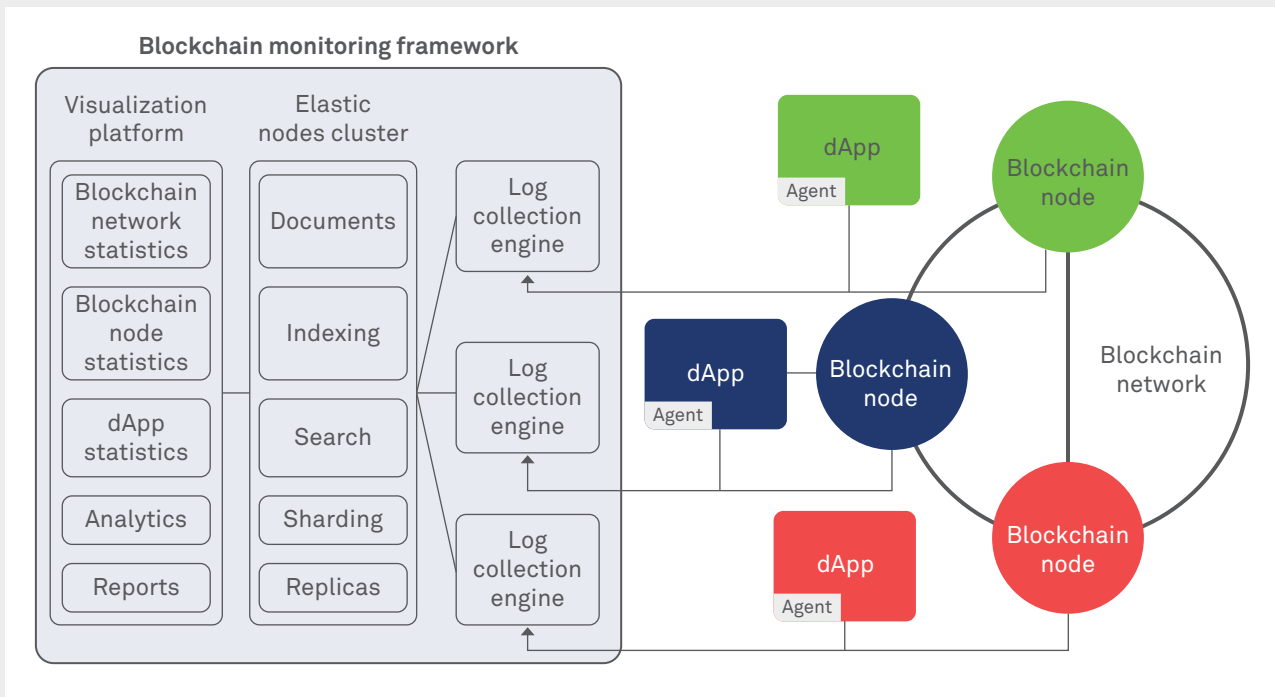 Blockchain monitoring framework
Visualization
platform
Blockchain
network
statistics
Blockchain
node
statistics
dApp
statistics
Analytics
Reports
Elastic
nodes cluster
Documents
Indexing
Search
Sharding
Replicas
Log
collection
engine
Log
collection
engine
Log
collection
engine
dApp
Agent
Blockchain
node
dApp
Agent
Blockchain
node
Blockchain
network
dApp
Agent
Blockchain
node